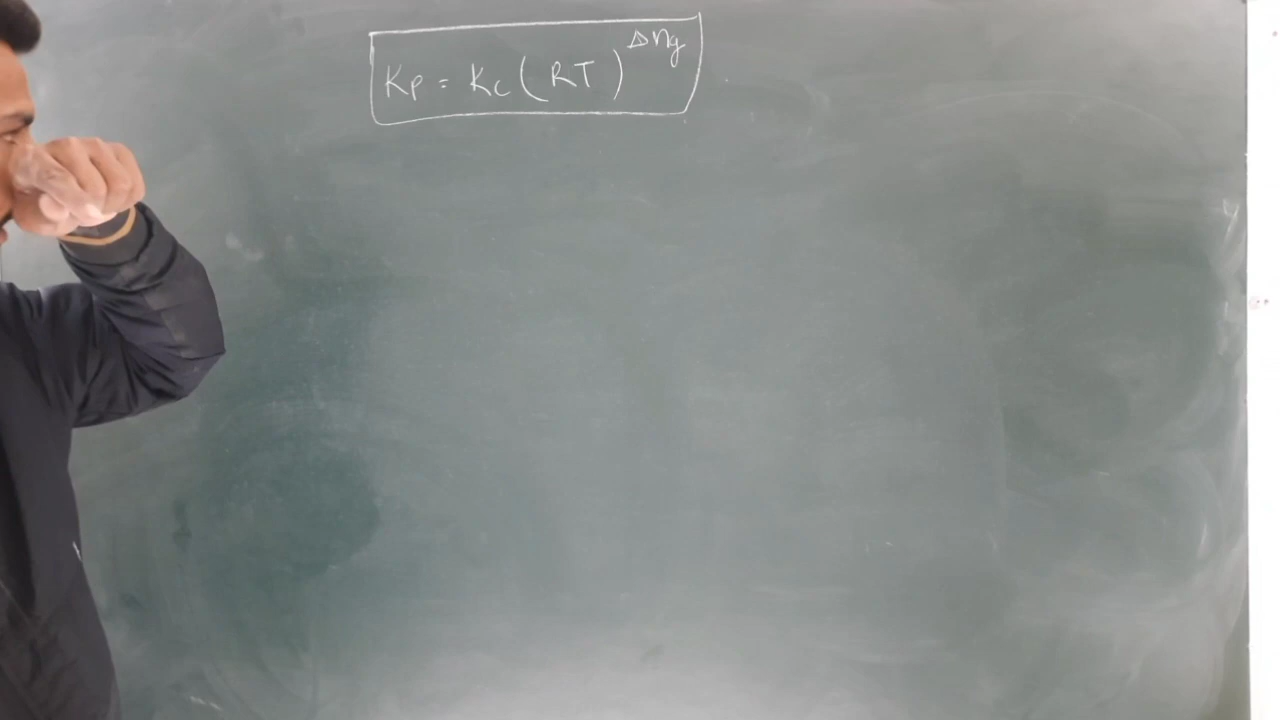 Kp = Kc (RT)^Δng